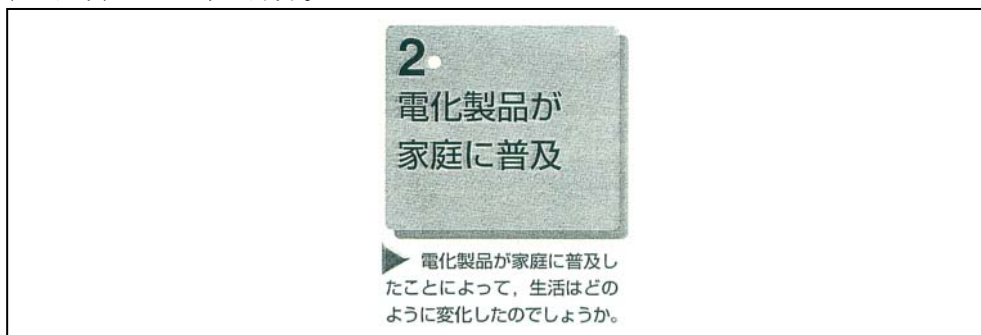 2
電化製品が
家庭に普及
電化製品が家庭に普及し
たことによって，生活はどの
ように変化したのでしょうか。